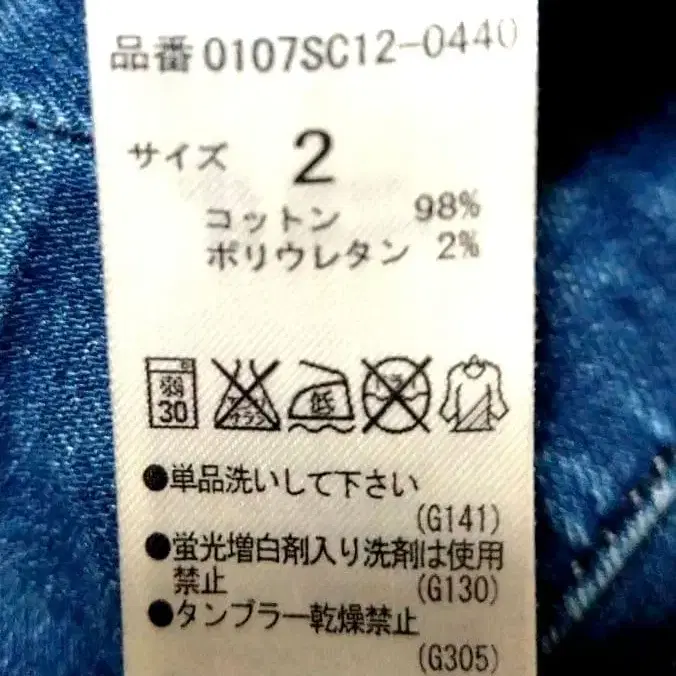 品番 0107SC12-0440
サイズ 2
コットン 98%
ポリウレタン 2%
弱 30 低 ドライ
●単品洗いして下さい
(G141)
●蛍光増白剤入り洗剤は使用
禁止 (G130)
●タンブラー乾燥禁止
(G305)